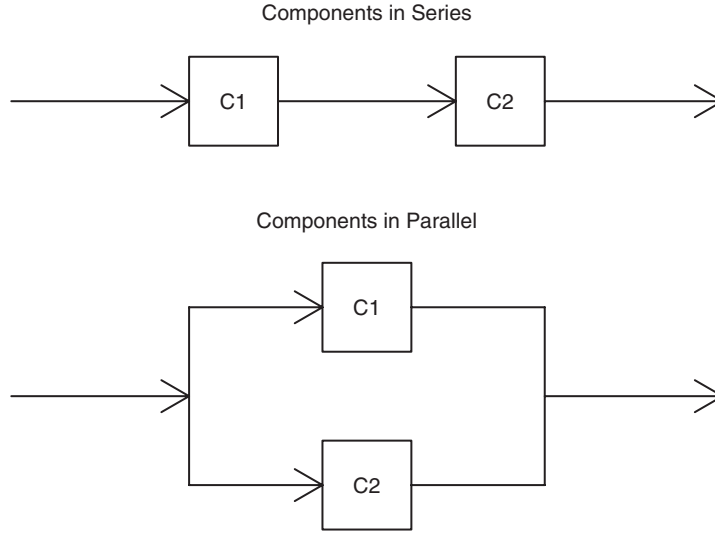 Components in Series
C1
C2
Components in Parallel
C1
C2